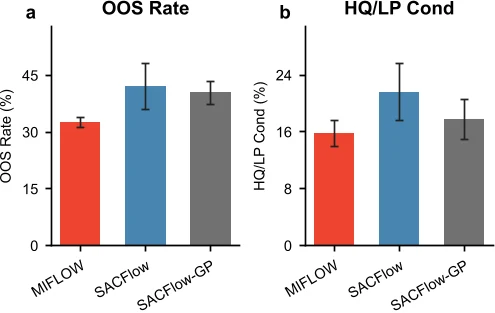 a OOS Rate
OOS Rate (%)
45
30
15
0
MIFLOW
SACFlow
SACFlow-GP
b HQ/LP Cond
HQ/LP Cond (%)
24
16
8
0
MIFLOW
SACFlow
SACFlow-GP